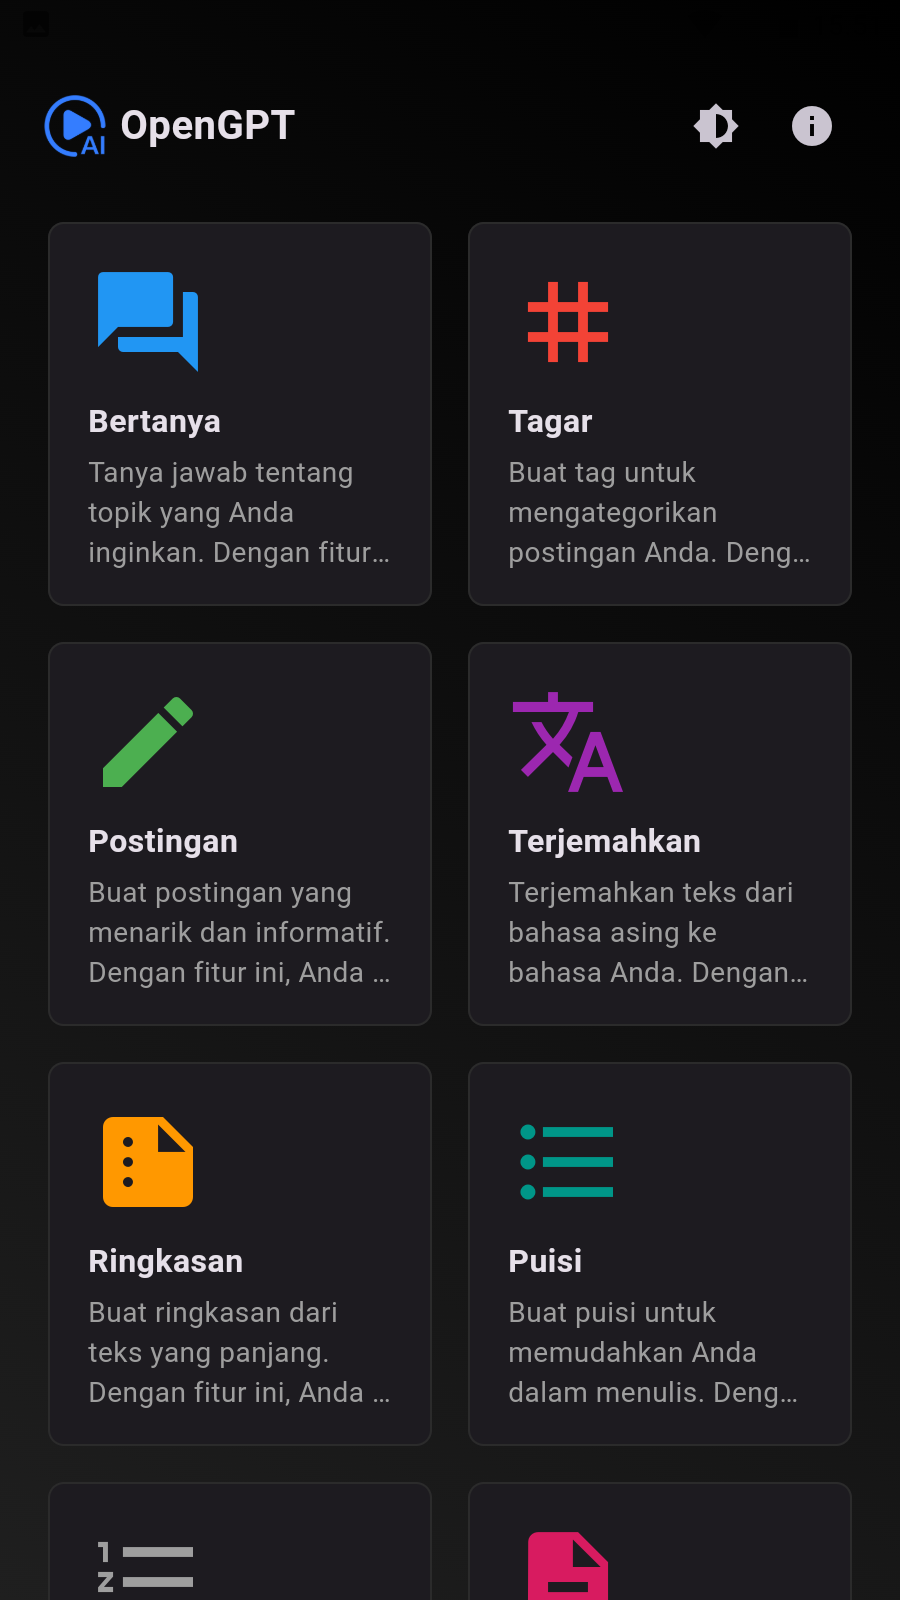 OpenGPT
Bertanya
Tanya jawab tentang
topik yang Anda
inginkan. Dengan fitur...
Tagar
Buat tag untuk
mengategorikan
postingan Anda. Deng...
Postingan
Buat postingan yang
menarik dan informatif.
Dengan fitur ini, Anda ...
Terjemahkan
Terjemahkan teks dari
bahasa asing ke
bahasa Anda. Dengan...
Ringkasan
Buat ringkasan dari
teks yang panjang.
Dengan fitur ini, Anda ...
Puisi
Buat puisi untuk
memudahkan Anda
dalam menulis. Deng...